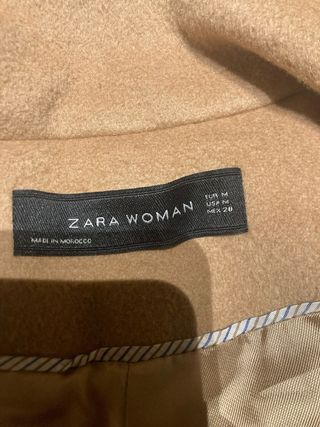 ZARA WOMAN
EUR M
USA M
MEX 28
MADE IN MOROCCO